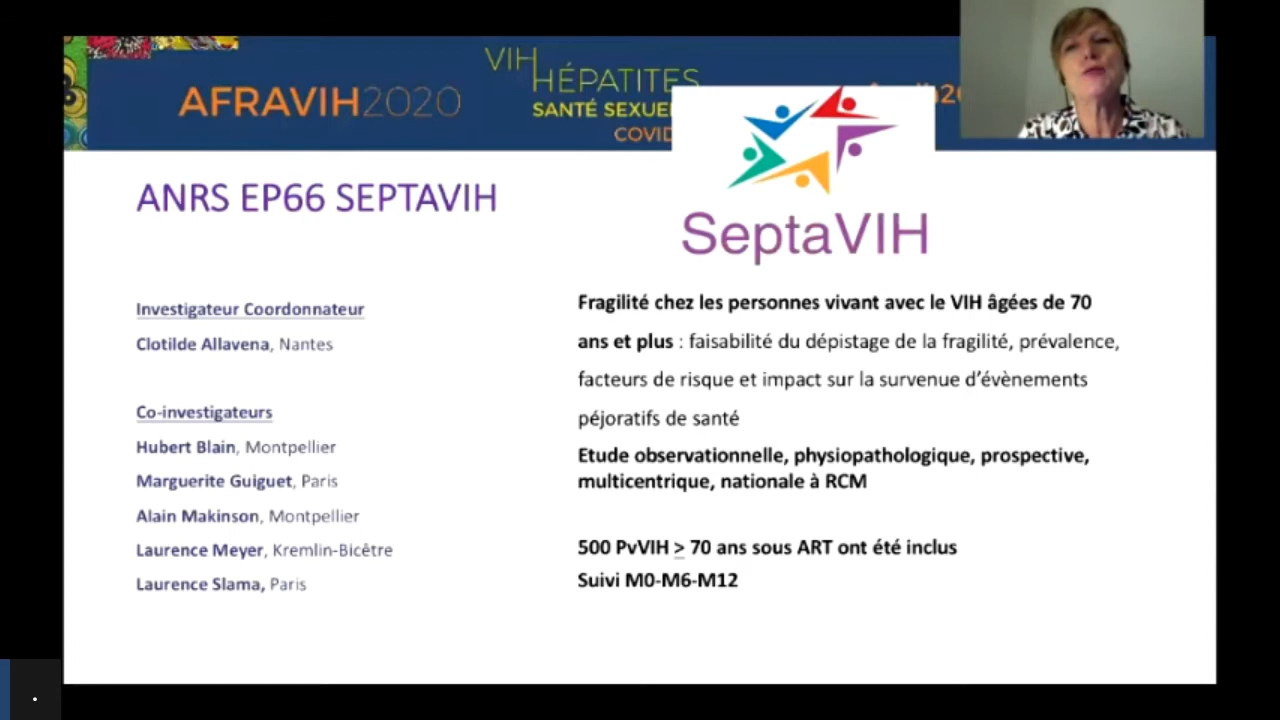 AFRAVIH2020
VIH
HÉPATITES
SANTÉ SEXUE
COVID
ANRS EP66 SEPTAVIH
SeptaVIH
Investigateur Coordonnateur
Clotilde Allavena, Nantes
Co-investigateurs
Hubert Blain, Montpellier
Marguerite Guiguet, Paris
Alain Makinson, Montpellier
Laurence Meyer, Kremlin-Bicêtre
Laurence Slama, Paris
Fragilité chez les personnes vivant avec le VIH âgées de 70
ans et plus : faisabilité du dépistage de la fragilité, prévalence,
facteurs de risque et impact sur la survenue d'évènements
péjoratifs de santé
Etude observationnelle, physiopathologique, prospective,
multicentrique, nationale à RCM
500 PvVIH > 70 ans sous ART ont été inclus
Suivi M0-M6-M12